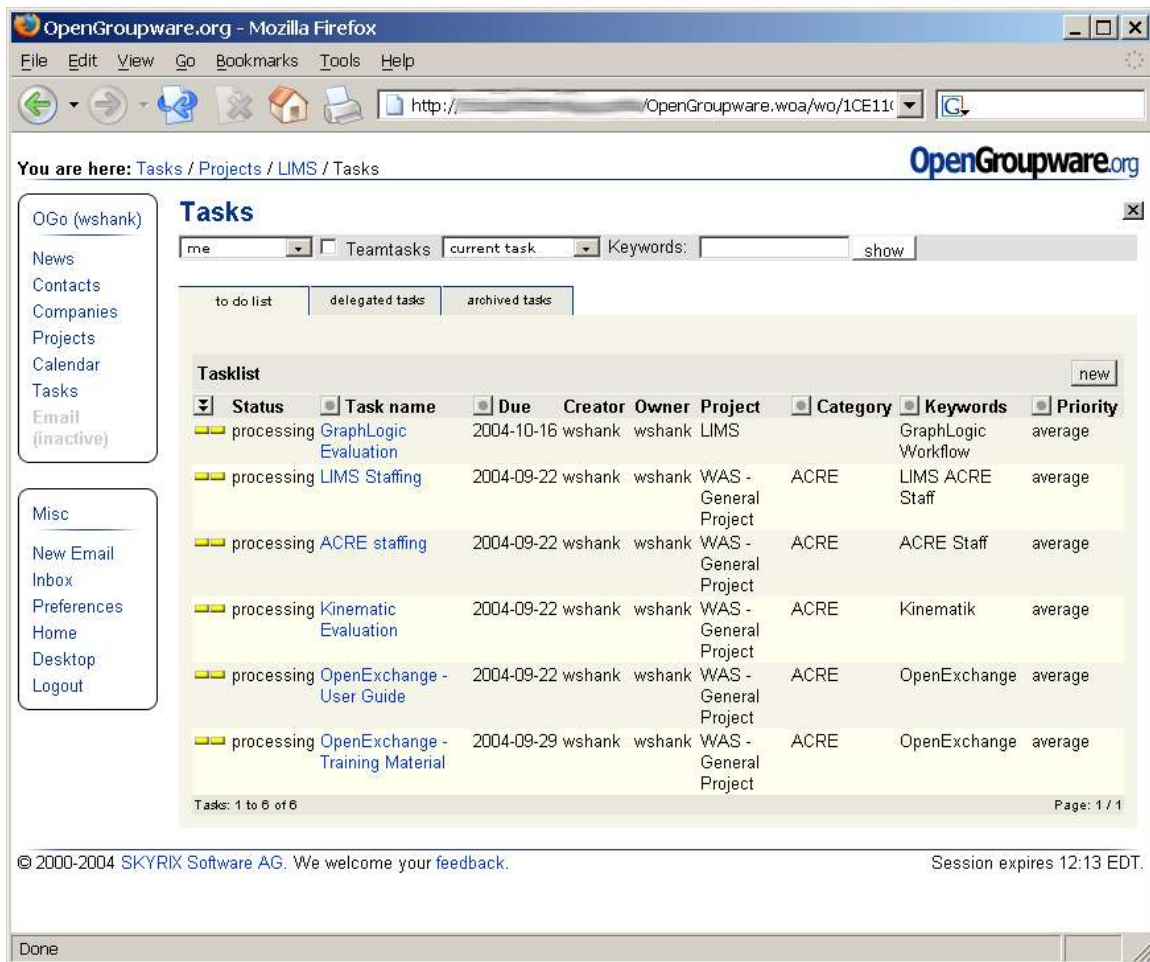 OpenGroupware.org - Mozilla Firefox
File Edit View Go Bookmarks Tools Help
http:// /OpenGroupware.woa/wo/1CE11(
G
You are here: Tasks / Projects / LIMS / Tasks
OpenGroupware.org
OGo (wshank)
News
Contacts
Companies
Projects
Calendar
Tasks
Email
(inactive)
Misc
New Email
Inbox
Preferences
Home
Desktop
Logout
Tasks
me Teamtasks current task Keywords: show
to do list delegated tasks archived tasks
Tasklist new
Status Task name Due Creator Owner Project Category Keywords Priority
processing GraphLogic 2004-10-16 wshank wshank LIMS GraphLogic average
Evaluation Workflow
processing LIMS Staffing 2004-09-22 wshank wshank WAS - ACRE LIMS ACRE average
General Staff
Project
processing ACRE staffing 2004-09-22 wshank wshank WAS - ACRE ACRE Staff average
General
Project
processing Kinematic 2004-09-22 wshank wshank WAS - ACRE Kinematik average
Evaluation General
Project
processing OpenExchange - 2004-09-22 wshank wshank WAS - ACRE OpenExchange average
User Guide General
Project
processing OpenExchange - 2004-09-29 wshank wshank WAS - ACRE OpenExchange average
Training Material General
Project
Tasks: 1 to 6 of 6 Page: 1 / 1
© 2000-2004 SKYRIX Software AG. We welcome your feedback. Session expires 12:13 EDT.
Done